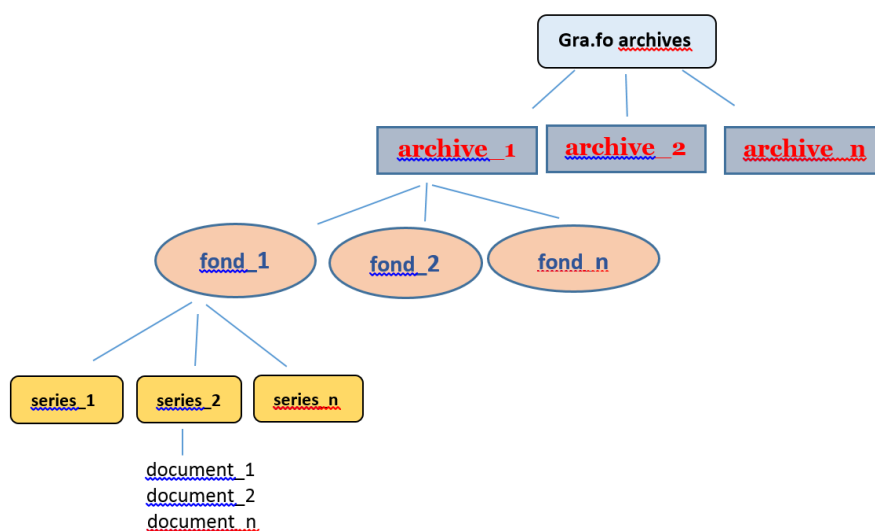 Gra.fo archives
archive_1
archive_2
archive_n
fond_1
fond_2
fond_n
series_1
series_2
series_n
document_1
document_2
document_n